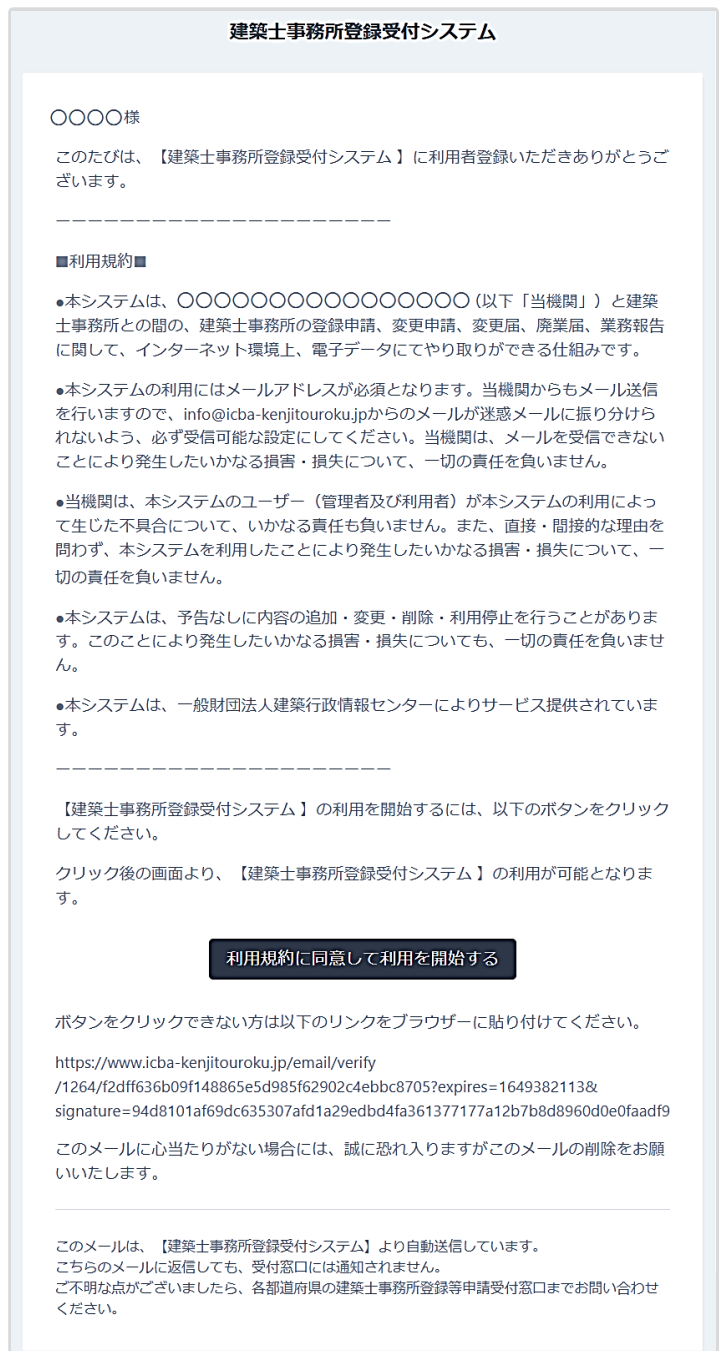 建築士事務所登録受付システム
〇〇〇〇様
このたびは、【建築士事務所登録受付システム 】に利用者登録いただきありがとうご
ざいます。
ーーーーーーーーーーーーーーーーーーーーー
■利用規約■
●本システムは、〇〇〇〇〇〇〇〇〇〇〇〇〇〇〇〇（以下「当機関」）と建築
士事務所との間の、建築士事務所の登録申請、変更申請、変更届、廃業届、業務報告
に関して、インターネット環境上、電子データにてやり取りができる仕組みです。
●本システムの利用にはメールアドレスが必須となります。当機関からもメール送信
を行いますので、info@icba-kenjitouroku.jpからのメールが迷惑メールに振り分けら
れないよう、必ず受信可能な設定にしてください。当機関は、メールを受信できない
ことにより発生したいかなる損害・損失について、一切の責任を負いません。
●当機関は、本システムのユーザー（管理者及び利用者）が本システムの利用によっ
て生じた不具合について、いかなる責任も負いません。また、直接・間接的な理由を
問わず、本システムを利用したことにより発生したいかなる損害・損失について、一
切の責任を負いません。
●本システムは、予告なしに内容の追加・変更・削除・利用停止を行うことがありま
す。このことにより発生したいかなる損害・損失についても、一切の責任を負いませ
ん。
●本システムは、一般財団法人建築行政情報センターによりサービス提供されていま
す。
ーーーーーーーーーーーーーーーーーーーーー
【建築士事務所登録受付システム 】の利用を開始するには、以下のボタンをクリック
してください。
クリック後の画面より、【建築士事務所登録受付システム 】の利用が可能となりま
す。
利用規約に同意して利用を開始する
ボタンをクリックできない方は以下のリンクをブラウザーに貼り付けてください。
https://www.icba-kenjitouroku.jp/email/verify
/1264/f2dff636b09f148865e5d985f62902c4ebbc8705?expires=1649382113&
signature=94d8101af69dc635307afd1a29edbd4fa361377177a12b7b8d8960d0e0faadf9
このメールに心当たりがない場合には、誠に恐れ入りますがこのメールの削除をお願
いいたします。
このメールは、【建築士事務所登録受付システム】より自動送信しています。
こちらのメールに返信しても、受付窓口には通知されません。
ご不明な点がございましたら、各都道府県の建築士事務所登録等申請受付窓口までお問い合わせ
ください。